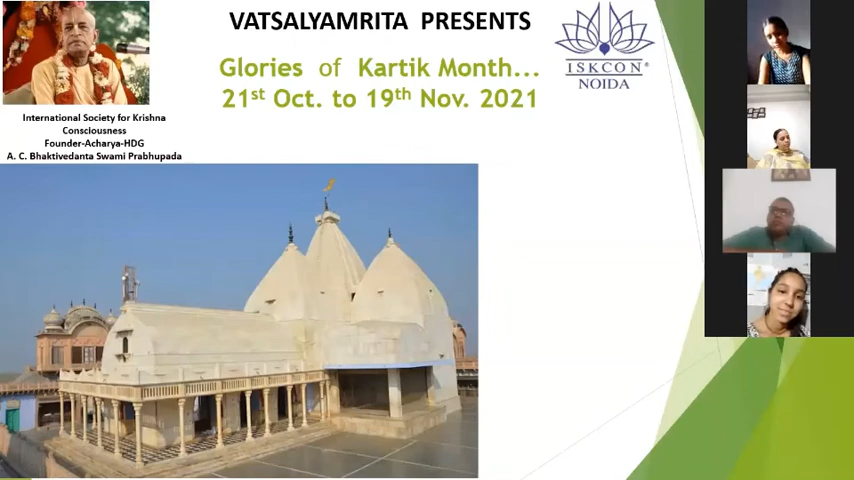 VATSALYAMRITA PRESENTS
Glories of Kartik Month...
21st Oct. to 19th Nov. 2021
ISKCON®
NOIDA
International Society for Krishna
Consciousness
Founder-Acharya-HDG
A. C. Bhaktivedanta Swami Prabhupada